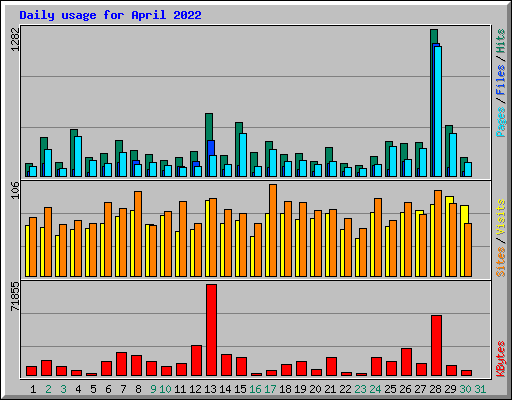 Daily usage for April 2022
1282
106
71855
Pages / Files / Hits
Sites / Visits
KBytes
1 2 3 4 5 6 7 8 9 10 11 12 13 14 15 16 17 18 19 20 21 22 23 24 25 26 27 28 29 30 31